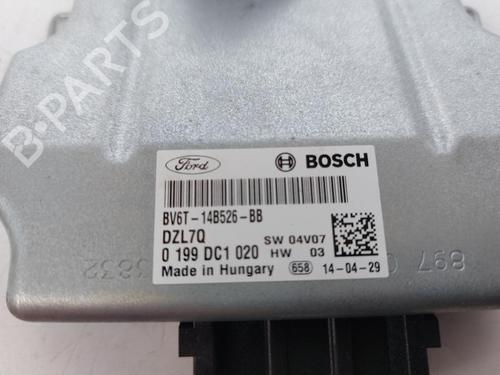 B-PARTS
Ford
BOSCH
BV6T-14B526-BB
DZL7Q
SW 04V07
0 199 DC1 020
HW 03
Made in Hungary
658
14-04-29